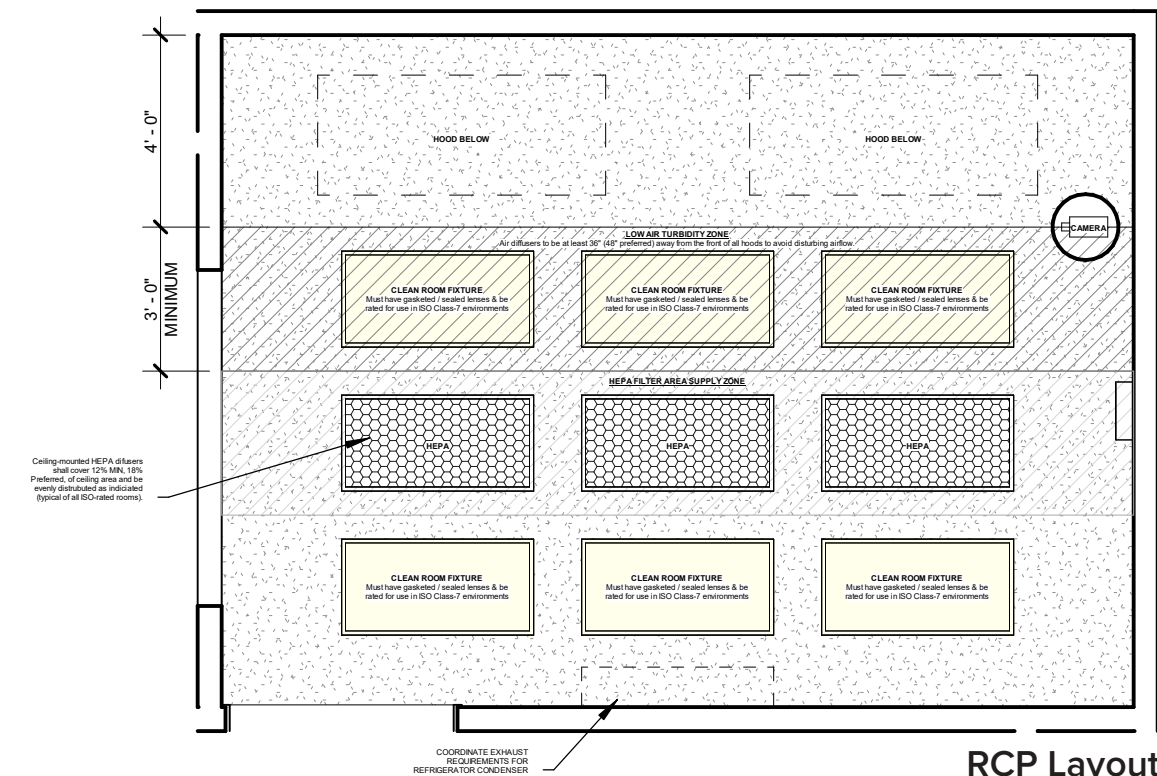 4' - 0"
HOOD BELOW
HOOD BELOW
CAMERA
LOW AIR TURBIDITY ZONE
Air diffusers to be at least 36" (48" preferred) away from the front of all hoods to avoid disturbing airflow.
3' - 0"
MINIMUM
CLEAN ROOM FIXTURE
Must have gasketed / sealed lenses & be
rated for use in ISO Class-7 environments
CLEAN ROOM FIXTURE
Must have gasketed / sealed lenses & be
rated for use in ISO Class-7 environments
CLEAN ROOM FIXTURE
Must have gasketed / sealed lenses & be
rated for use in ISO Class-7 environments
HEPA FILTER AREA SUPPLY ZONE
HEPA
HEPA
HEPA
Ceiling-mounted HEPA difusers
shall cover 12% MIN, 18%
Preferred, of ceiling area and be
evenly distrubuted as indiciated
(typical of all ISO-rated rooms).
CLEAN ROOM FIXTURE
Must have gasketed / sealed lenses & be
rated for use in ISO Class-7 environments
CLEAN ROOM FIXTURE
Must have gasketed / sealed lenses & be
rated for use in ISO Class-7 environments
CLEAN ROOM FIXTURE
Must have gasketed / sealed lenses & be
rated for use in ISO Class-7 environments
COORDINATE EXHAUST
REQUIREMENTS FOR
REFRIGERATOR CONDENSER
RCP Layout